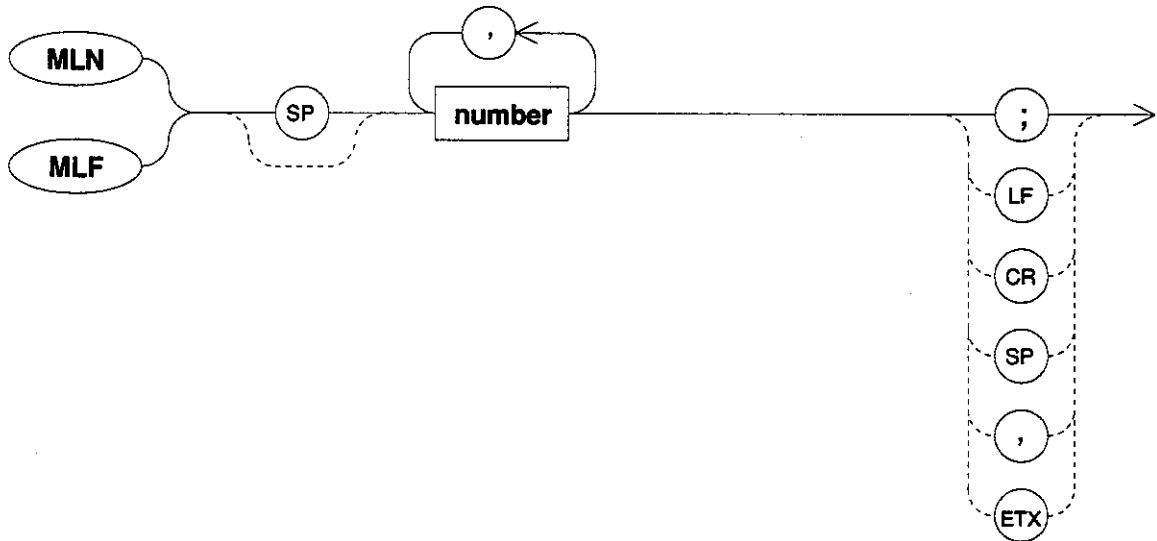 ,
MLN
SP
number
;
MLF
LF
CR
SP
,
ETX